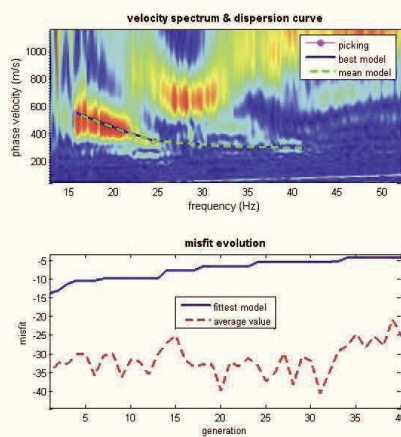 velocity spectrum & dispersion curve
1000
800
600
400
200
phase velocity (m/s)
picking
best model
mean model
15 20 25 30 35 40 45 50
frequency (Hz)
misfit evolution
-5
-10
-15
-20
-25
-30
-35
-40
misfit
fittest model
average value
5 10 15 20 25 30 35 40
generation